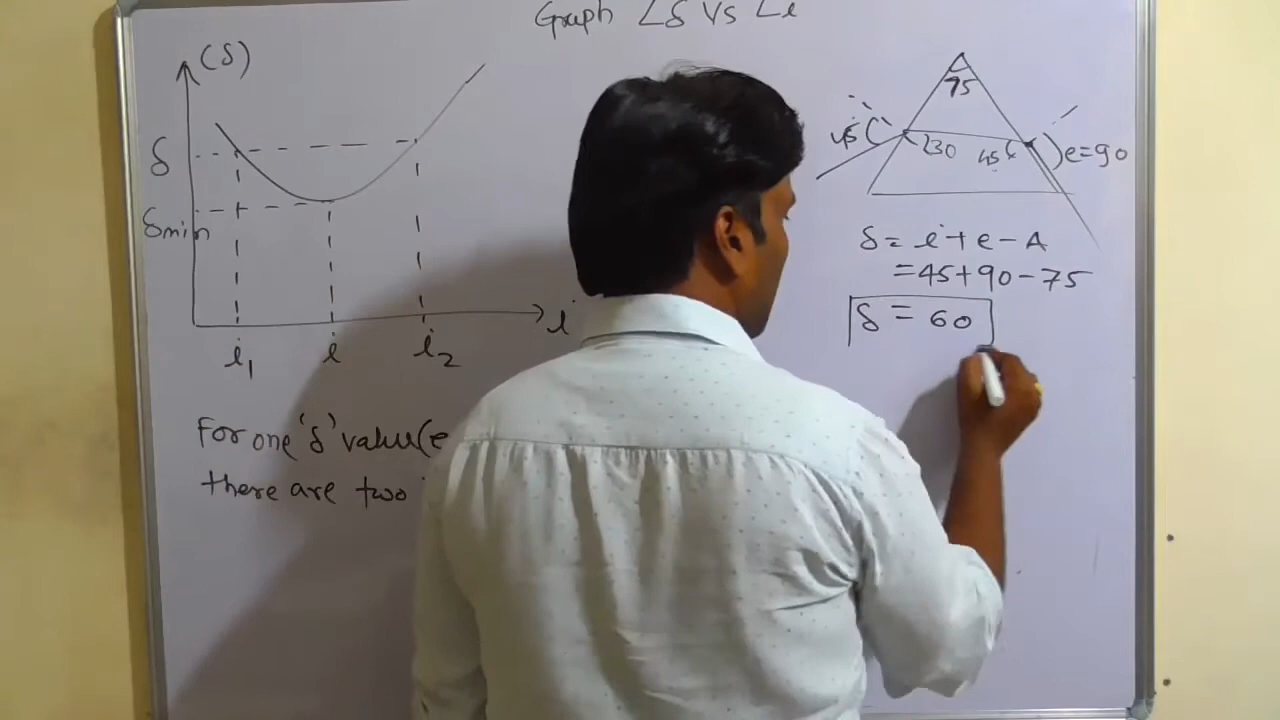 Graph ∠δ Vs ∠i
(δ)
δ
δmin
i
i₁ i i₂
For one 'δ' value(e
there are two
75
45
30 45
e=90
δ = i + e - A
= 45 + 90 - 75
δ = 60